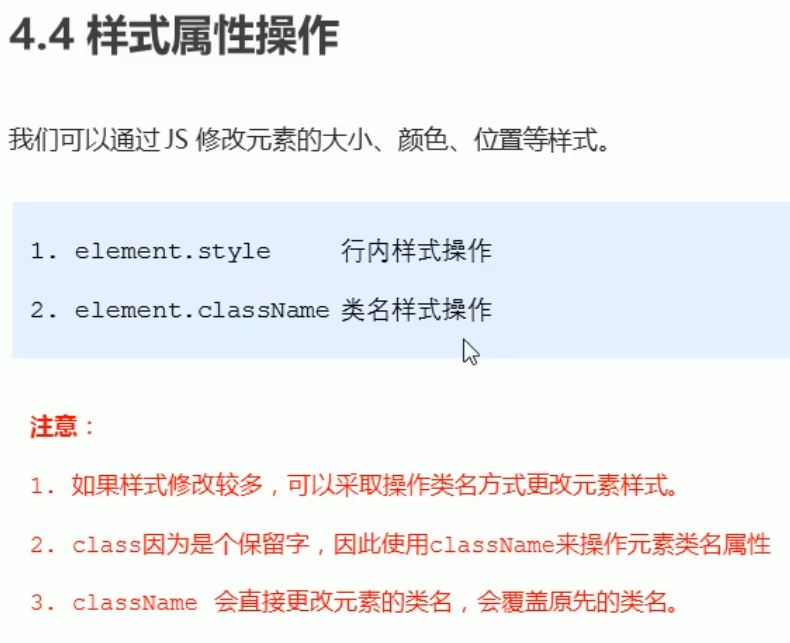 4.4 样式属性操作
我们可以通过 JS 修改元素的大小、颜色、位置等样式。
1. element.style 行内样式操作
2. element.className 类名样式操作
注意：
1. 如果样式修改较多，可以采取操作类名方式更改元素样式。
2. class因为是个保留字，因此使用className来操作元素类名属性
3. className 会直接更改元素的类名，会覆盖原先的类名。